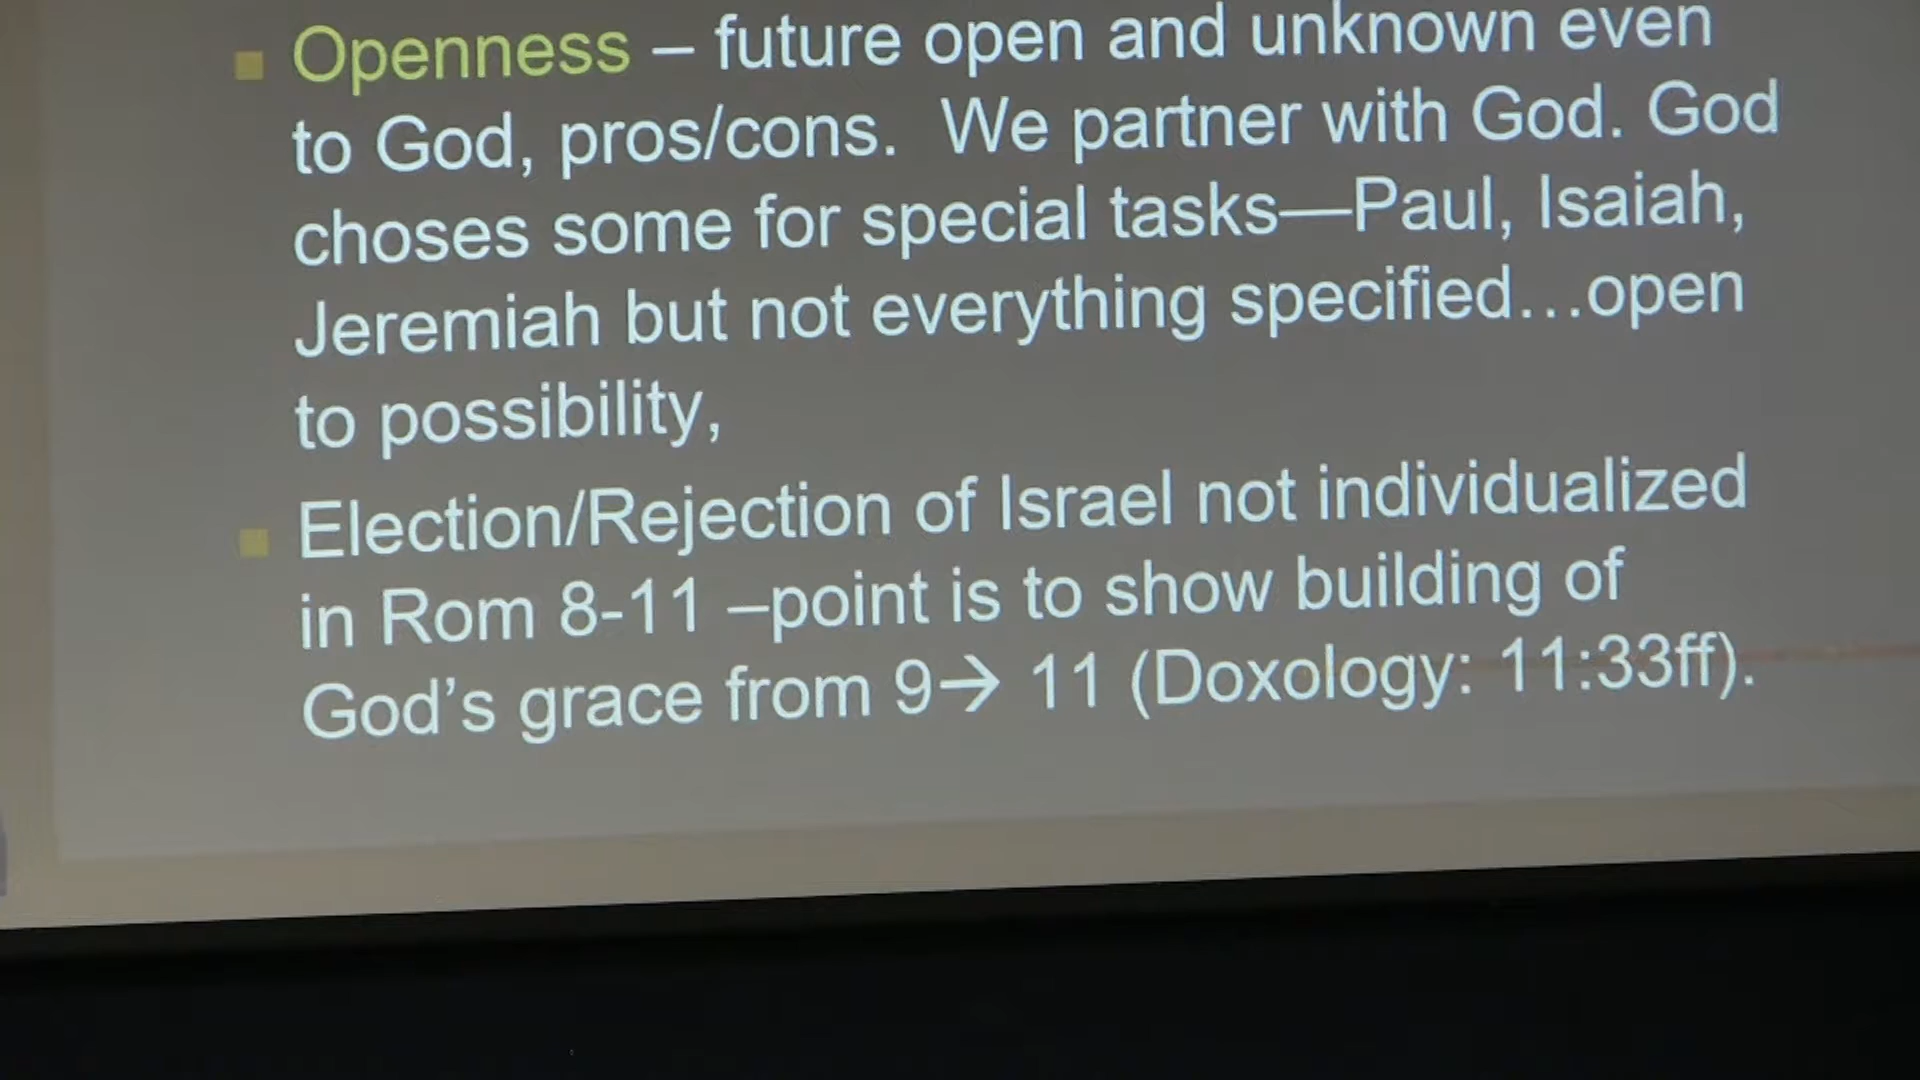 Openness – future open and unknown even
to God, pros/cons. We partner with God. God
choses some for special tasks—Paul, Isaiah,
Jeremiah but not everything specified...open
to possibility,
Election/Rejection of Israel not individualized
in Rom 8-11 –point is to show building of
God's grace from 9→ 11 (Doxology: 11:33ff).